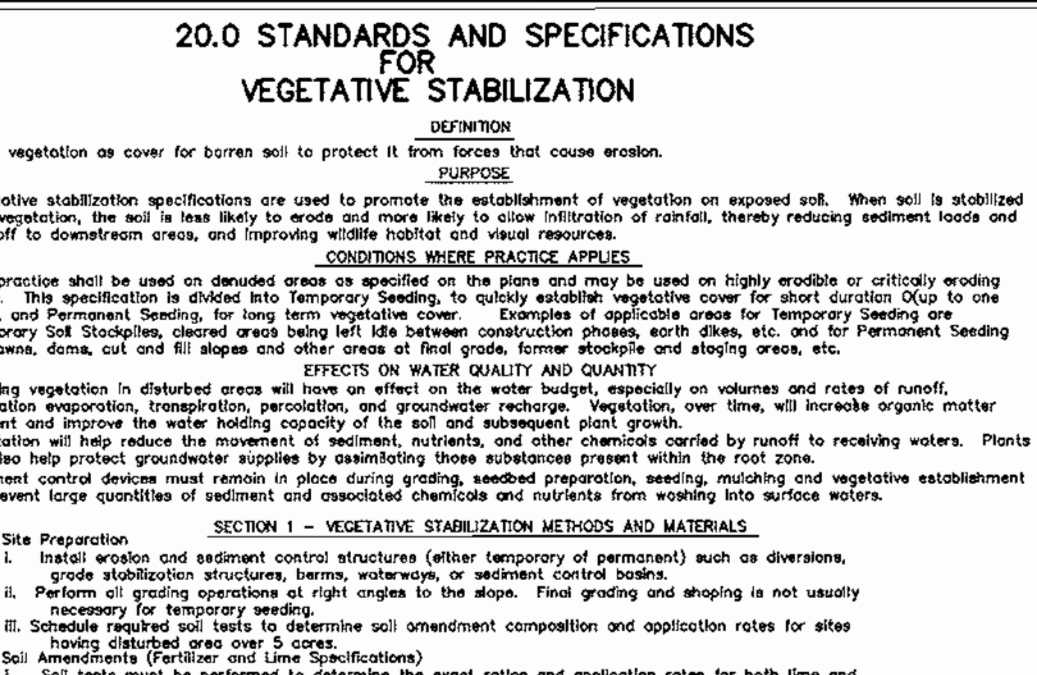 20.0 STANDARDS AND SPECIFICATIONS
FOR
VEGETATIVE STABILIZATION
DEFINITION
vegetation as cover for barren soil to protect it from forces that cause erosion.
PURPOSE
ative stabilization specifications are used to promote the establishment of vegetation on exposed soil. When soil is stabilized
vegetation, the soil is less likely to erode and more likely to allow infiltration of rainfall, thereby reducing sediment loads and
off to downstream areas, and improving wildlife habitat and visual resources.
CONDITIONS WHERE PRACTICE APPLIES
practice shall be used on denuded areas as specified on the plans and may be used on highly erodible or critically eroding
. This specification is divided into Temporary Seeding, to quickly establish vegetative cover for short duration O(up to one
, and Permanent Seeding, for long term vegetative cover. Examples of applicable areas for Temporary Seeding are
orary Soil Stockpiles, cleared areas being left idle between construction phases, earth dikes, etc. and for Permanent Seeding
awns, dams, cut and fill slopes and other areas at final grade, former stockpile and staging areas, etc.
EFFECTS ON WATER QUALITY AND QUANTITY
ing vegetation in disturbed areas will have an effect on the water budget, especially on volumes and rates of runoff,
ation evaporation, transpiration, percolation, and groundwater recharge. Vegetation, over time, will increase organic matter
nt and improve the water holding capacity of the soil and subsequent plant growth.
tation will help reduce the movement of sediment, nutrients, and other chemicals carried by runoff to receiving waters. Plants
lso help protect groundwater supplies by assimilating those substances present within the root zone.
ment control devices must remain in place during grading, seedbed preparation, seeding, mulching and vegetative establishment
event large quantities of sediment and associated chemicals and nutrients from washing into surface waters.
SECTION 1 - VEGETATIVE STABILIZATION METHODS AND MATERIALS
Site Preparation
i. Install erosion and sediment control structures (either temporary of permanent) such as diversions,
grade stabilization structures, berms, waterways, or sediment control basins.
ii. Perform all grading operations at right angles to the slope. Final grading and shaping is not usually
necessary for temporary seeding.
iii. Schedule required soil tests to determine soil amendment composition and application rates for sites
having disturbed area over 5 acres.
Soil Amendments (Fertilizer and Lime Specifications)
i. Soil tests must be performed to determine the exact ratios and application rates for both lime and